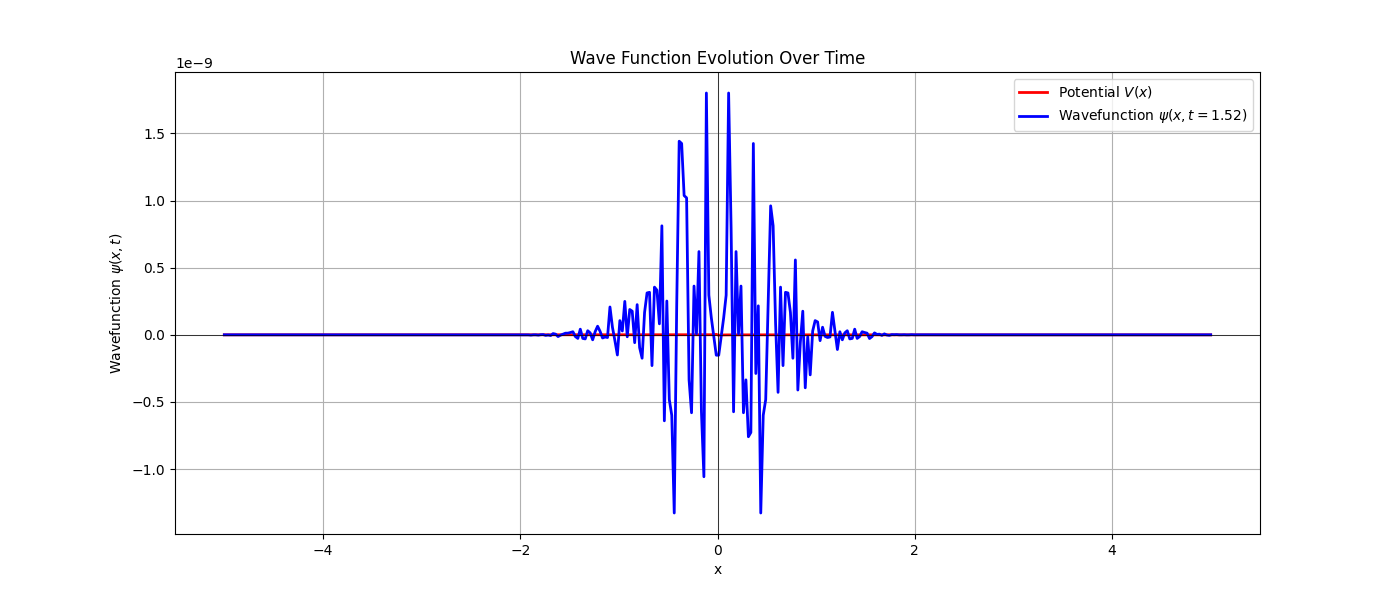 Wave Function Evolution Over Time
1e−9
Potential V(x)
Wavefunction ψ(x, t = 1.52)
1.5
1.0
0.5
0.0
−0.5
−1.0
Wavefunction ψ(x, t)
−4
−2
0
2
4
x